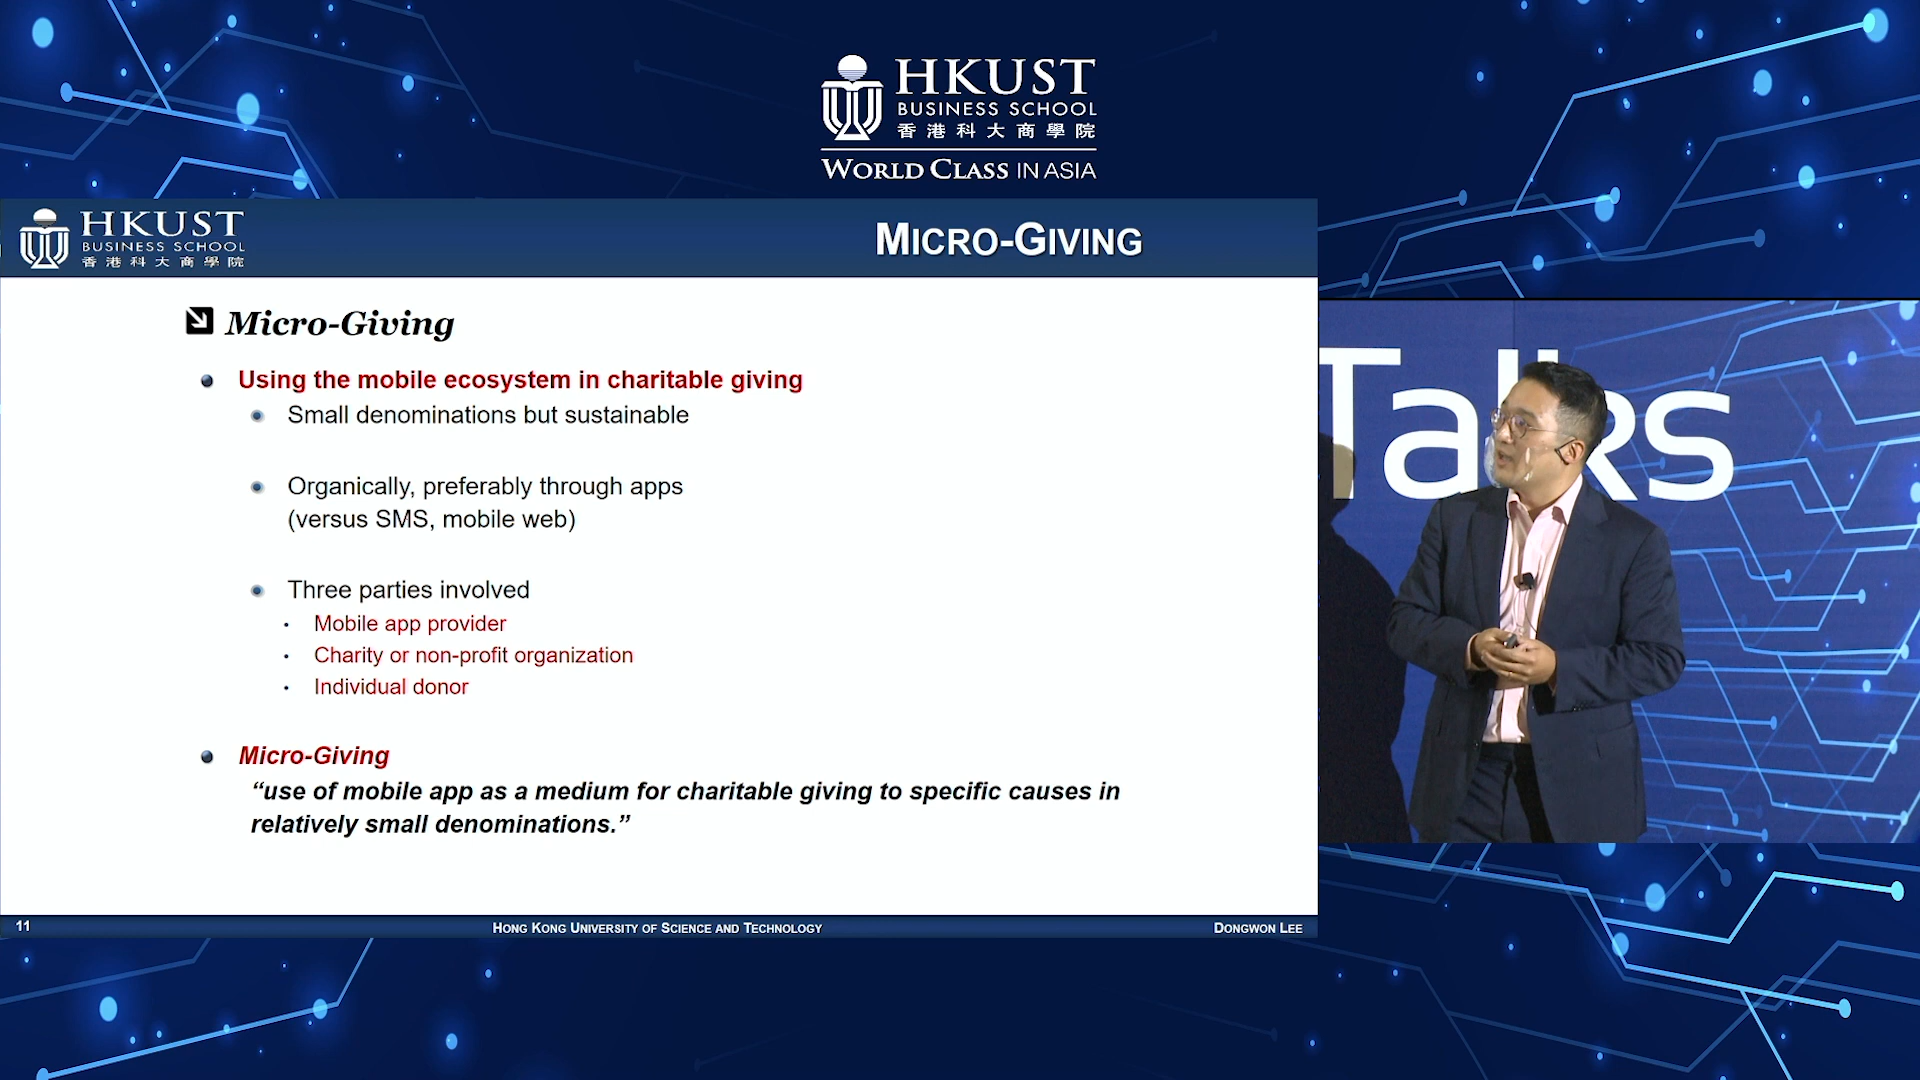 HKUST
BUSINESS SCHOOL
香港科大商學院
WORLD CLASS IN ASIA
HKUST
BUSINESS SCHOOL
香港科大商學院
MICRO-GIVING
Micro-Giving
Using the mobile ecosystem in charitable giving
Small denominations but sustainable
Organically, preferably through apps
(versus SMS, mobile web)
Three parties involved
Mobile app provider
Charity or non-profit organization
Individual donor
Micro-Giving
“use of mobile app as a medium for charitable giving to specific causes in
relatively small denominations.”
11
HONG KONG UNIVERSITY OF SCIENCE AND TECHNOLOGY
DONGWON LEE
Talks